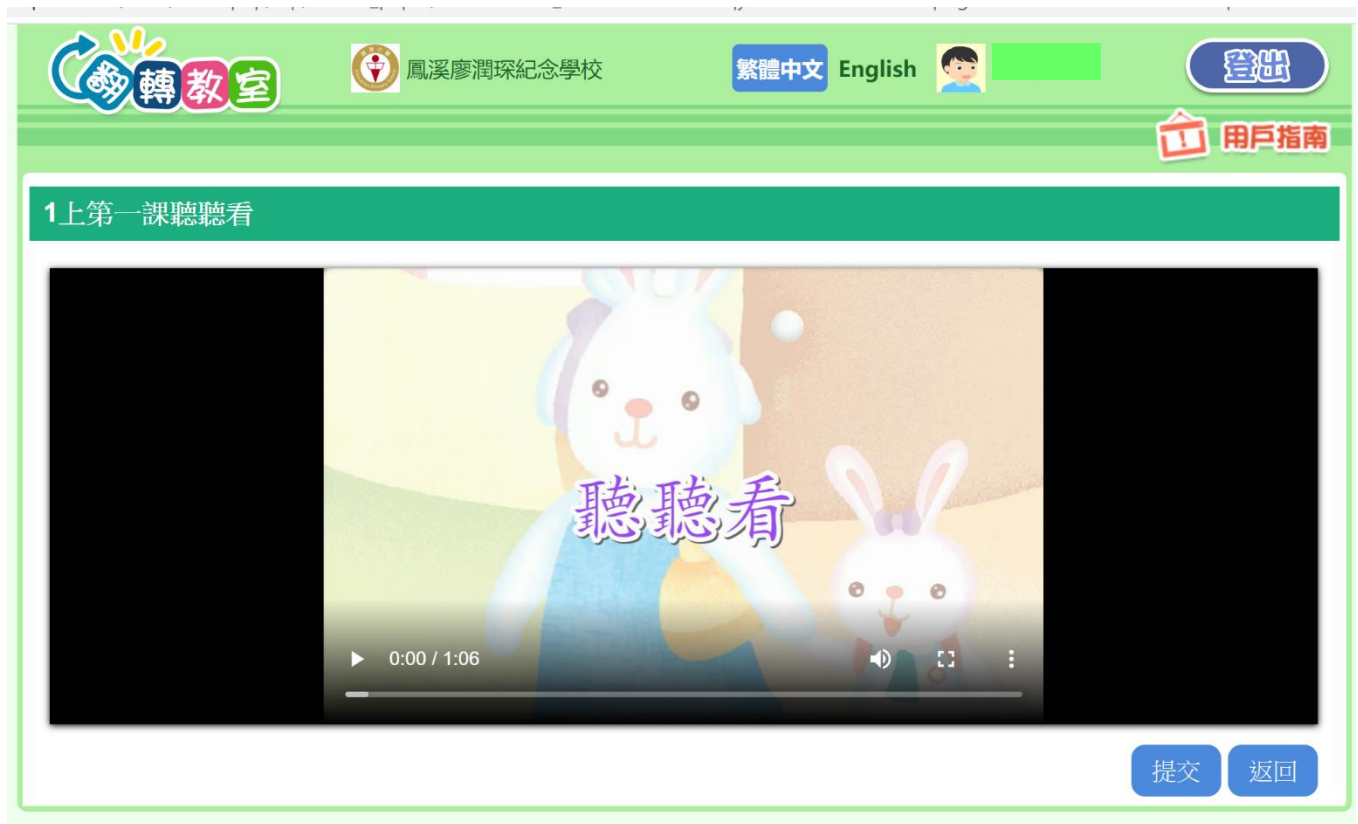 翻轉教室
鳳溪廖潤琛紀念學校
繁體中文 English
登出
用戶指南
1上第一課聽聽看
聽聽看
0:00 / 1:06
提交 返回